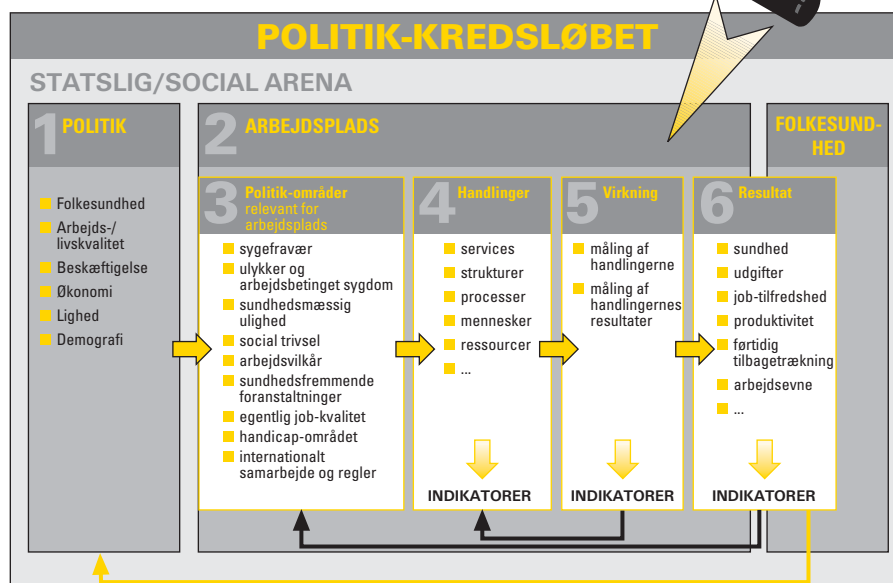 POLITIK-KREDSLØBET
STATSLIG/SOCIAL ARENA
1 POLITIK
Folkesundhed
Arbejds-/
livskvalitet
Beskæftigelse
Økonomi
Lighed
Demografi
2 ARBEJDSPLADS
3 Politik-områder
relevant for
arbejdsplads
sygefravær
ulykker og
arbejdsbetinget sygdom
sundhedsmæssig
ulighed
social trivsel
arbejdsvilkår
sundhedsfremmende
foranstaltninger
egentlig job-kvalitet
handicap-området
internationalt
samarbejde og regler
4 Handlinger
services
strukturer
processer
mennesker
ressourcer
...
INDIKATORER
5 Virkning
måling af
handlingerne
måling af
handlingernes
resultater
INDIKATORER
6 Resultat
sundhed
udgifter
job-tilfredshed
produktivitet
førtidig
tilbagetrækning
arbejdsevne
...
INDIKATORER
FOLKESUND-
HED